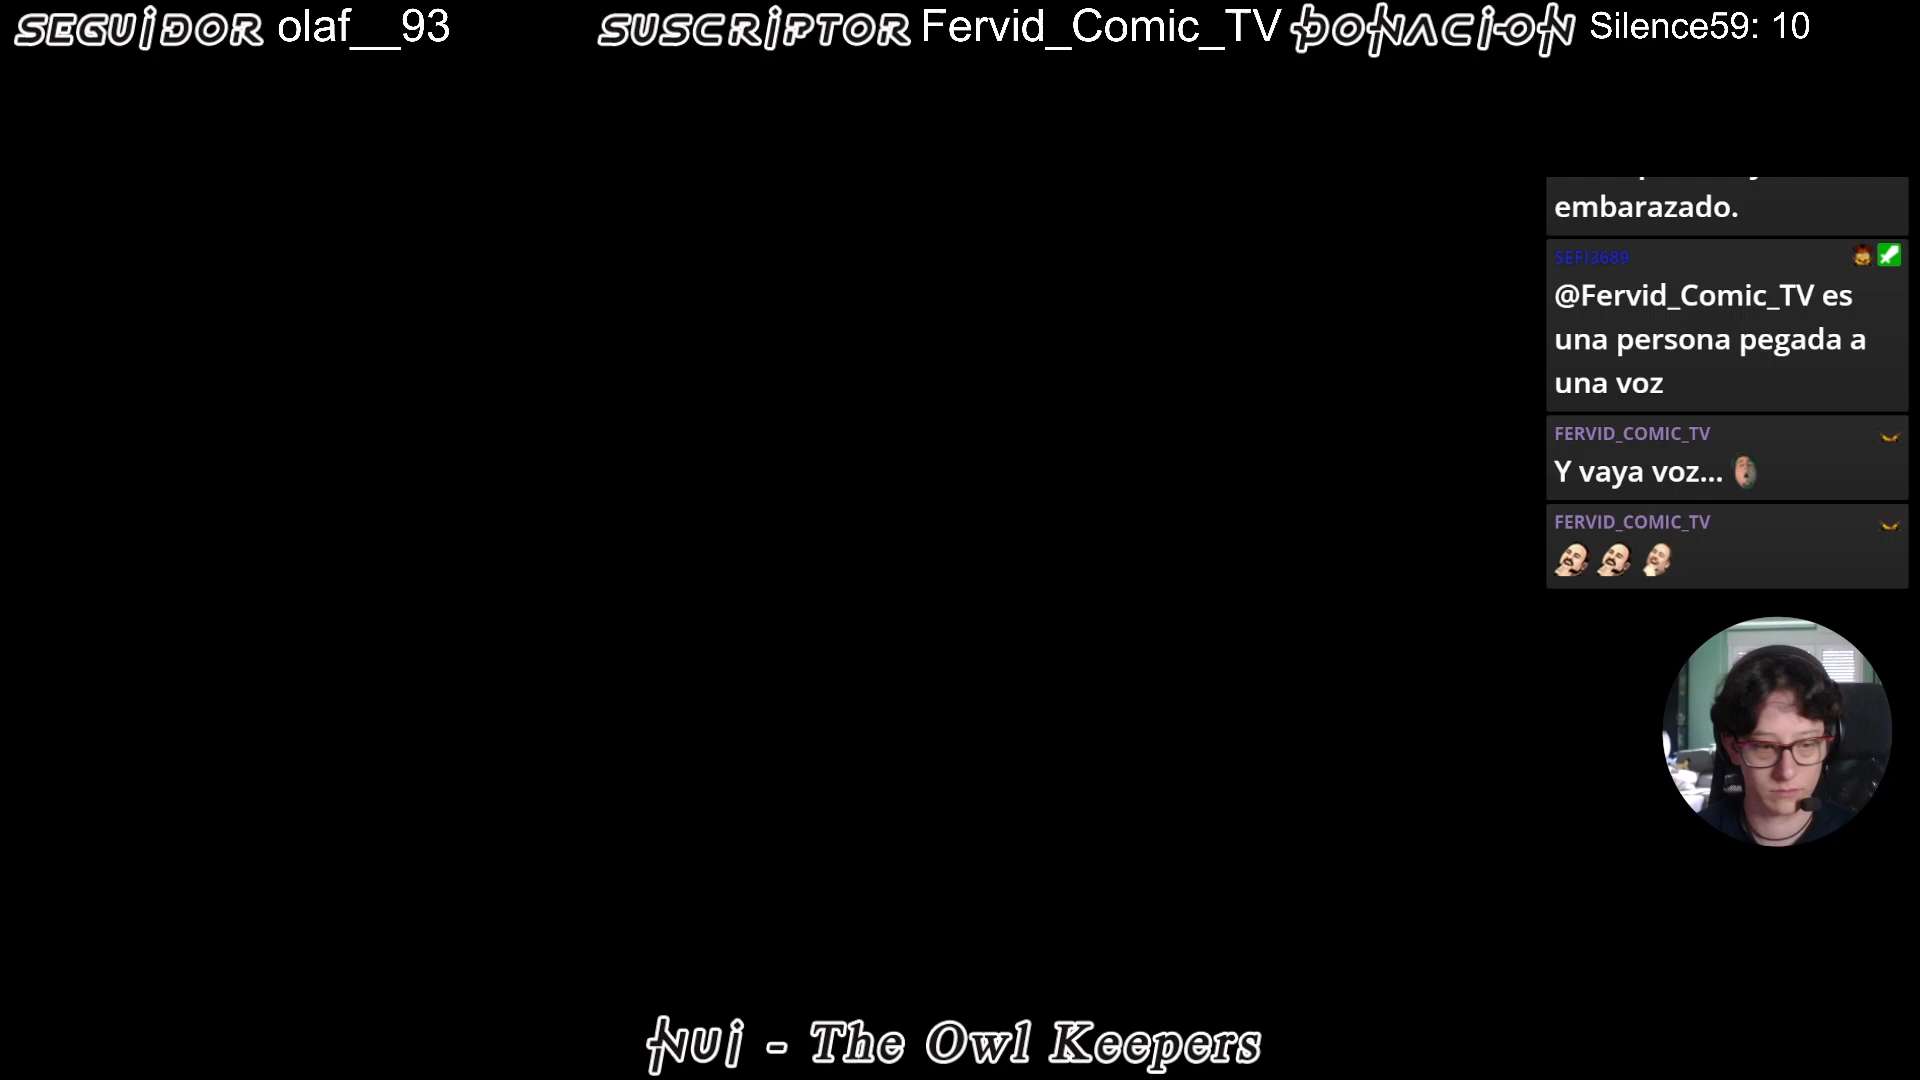 SEGUiDOR olaf__93
SUSCRiPTOR Fervid_Comic_TV
DONACiON Silence59: 10
embarazado.
SEFI3689
@Fervid_Comic_TV es
una persona pegada a
una voz
FERVID_COMIC_TV
Y vaya voz...
FERVID_COMIC_TV
NUi - The Owl Keepers